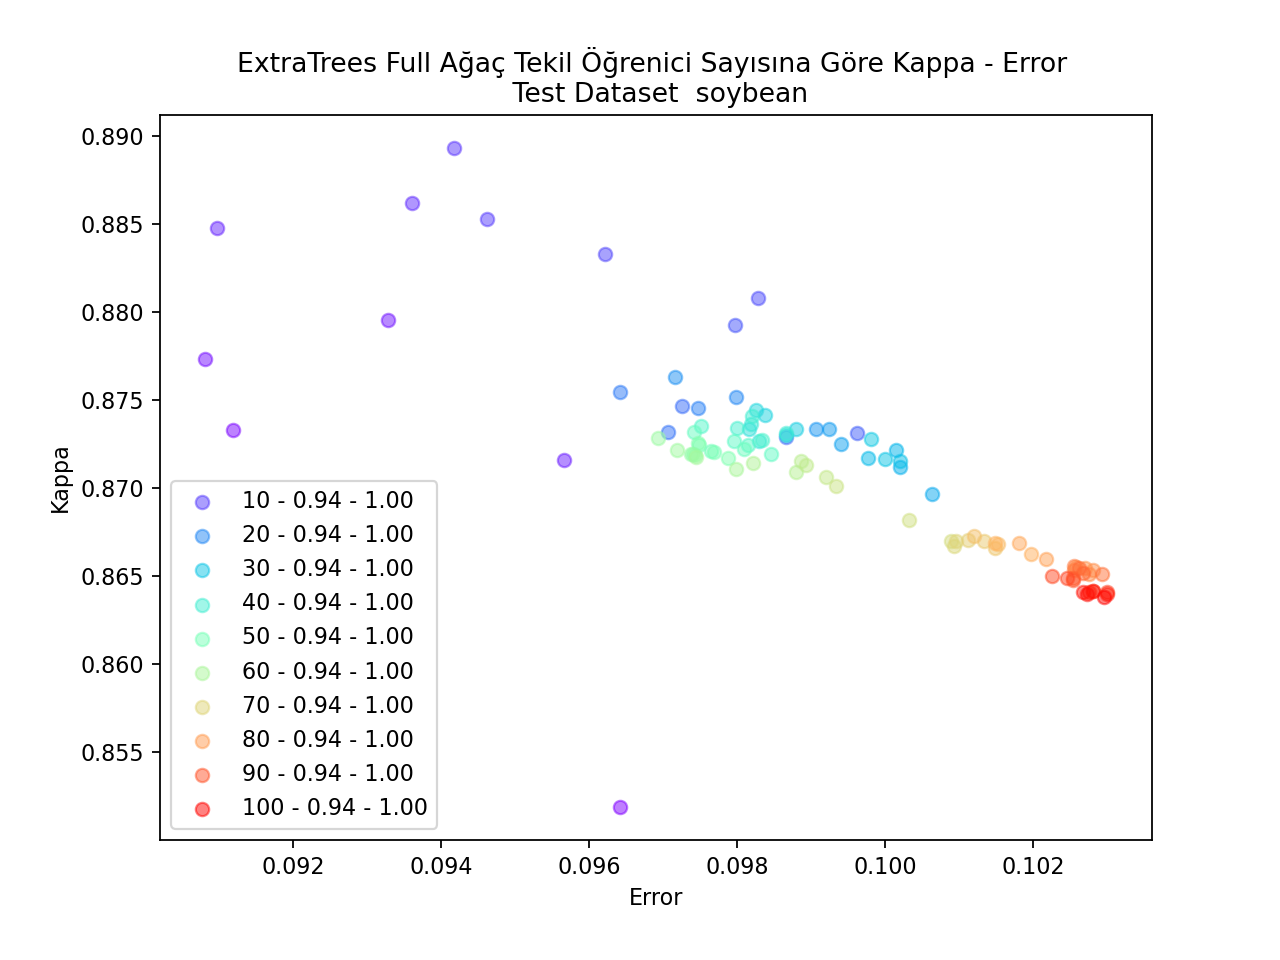 ExtraTrees Full Ağaç Tekil Öğrenici Sayısına Göre Kappa - Error
Test Dataset  soybean
0.890
0.885
0.880
0.875
0.870
0.865
0.860
0.855
Kappa
10 - 0.94 - 1.00
20 - 0.94 - 1.00
30 - 0.94 - 1.00
40 - 0.94 - 1.00
50 - 0.94 - 1.00
60 - 0.94 - 1.00
70 - 0.94 - 1.00
80 - 0.94 - 1.00
90 - 0.94 - 1.00
100 - 0.94 - 1.00
0.092 0.094 0.096 0.098 0.100 0.102
Error